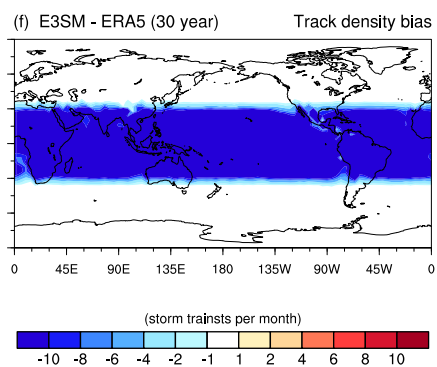 (f) E3SM - ERA5 (30 year) Track density bias
0 45E 90E 135E 180 135W 90W 45W 0
(storm trainsts per month)
-10 -8 -6 -4 -2 -1 1 2 4 6 8 10